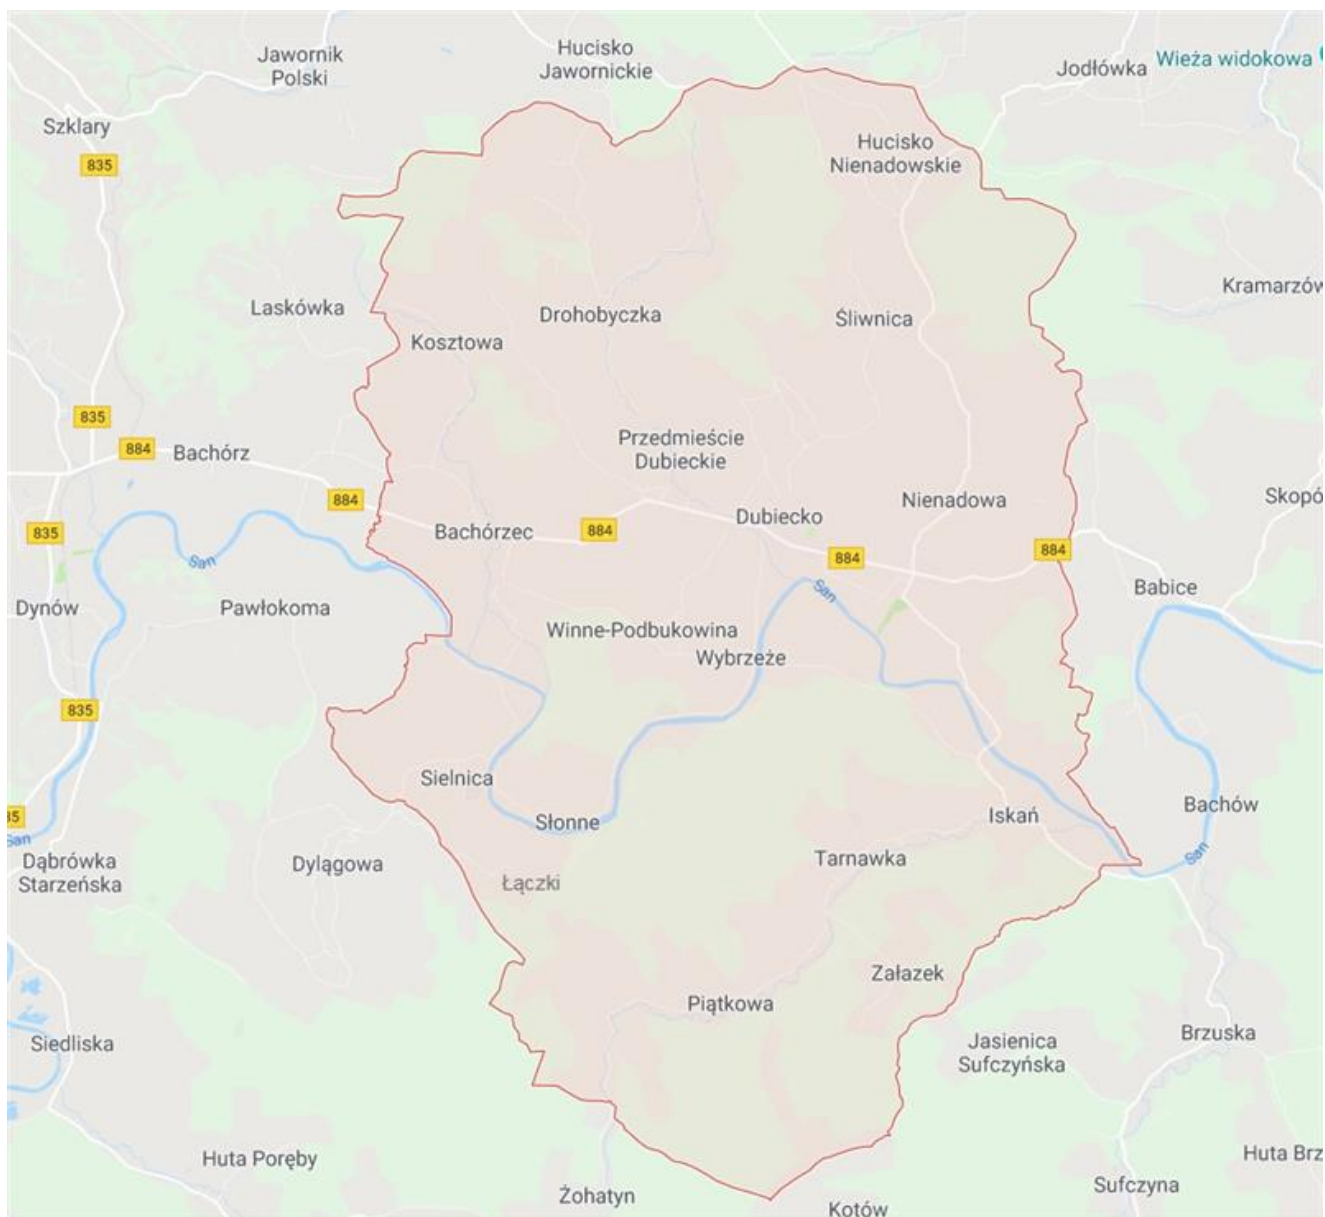 Jawornik
Polski
Hucisko
Jawornickie
Jodłówka
Wieża widokowa
Szklary
835
Hucisko
Nienadowskie
Kramarzów
Laskówka
Drohobyczka
Śliwnica
Kosztowa
835
884
Bachórz
Przedmieście
Dubieckie
884
Nienadowa
Skopó
835
Bachórzec
884
Dubiecko
884
884
San
Babice
Dynów
Pawłokoma
San
Winne-Podbukowina
Wybrzeże
835
Sielnica
Słonne
Iskań
Bachów
35
San
Dąbrówka
Starzeńska
Dylągowa
Tarnawka
San
Łączki
Załazek
Piątkowa
Siedliska
Jasienica
Sufczyńska
Brzuska
Huta Poręby
Huta Brz
Żohatyn
Sufczyna
Kotów